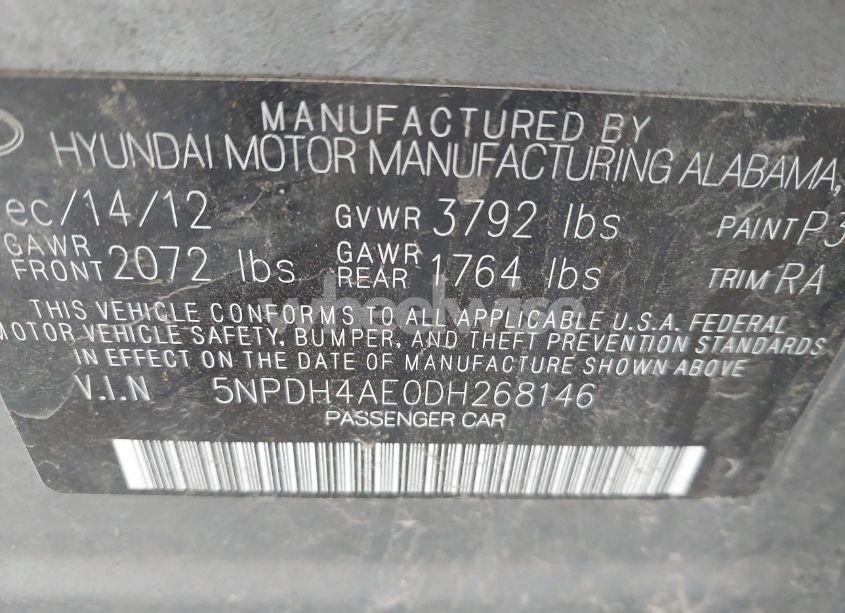 MANUFACTURED BY
HYUNDAI MOTOR MANUFACTURING ALABAMA,
ec/14/12 GVWR 3792 lbs PAINT P3
GAWR FRONT 2072 lbs GAWR REAR 1764 lbs TRIM RA
THIS VEHICLE CONFORMS TO ALL APPLICABLE U.S.A. FEDERAL
MOTOR VEHICLE SAFETY, BUMPER, AND THEFT PREVENTION STANDARDS
IN EFFECT ON THE DATE OF MANUFACTURE SHOWN ABOVE.
V.I.N 5NPDH4AE0DH268146
PASSENGER CAR